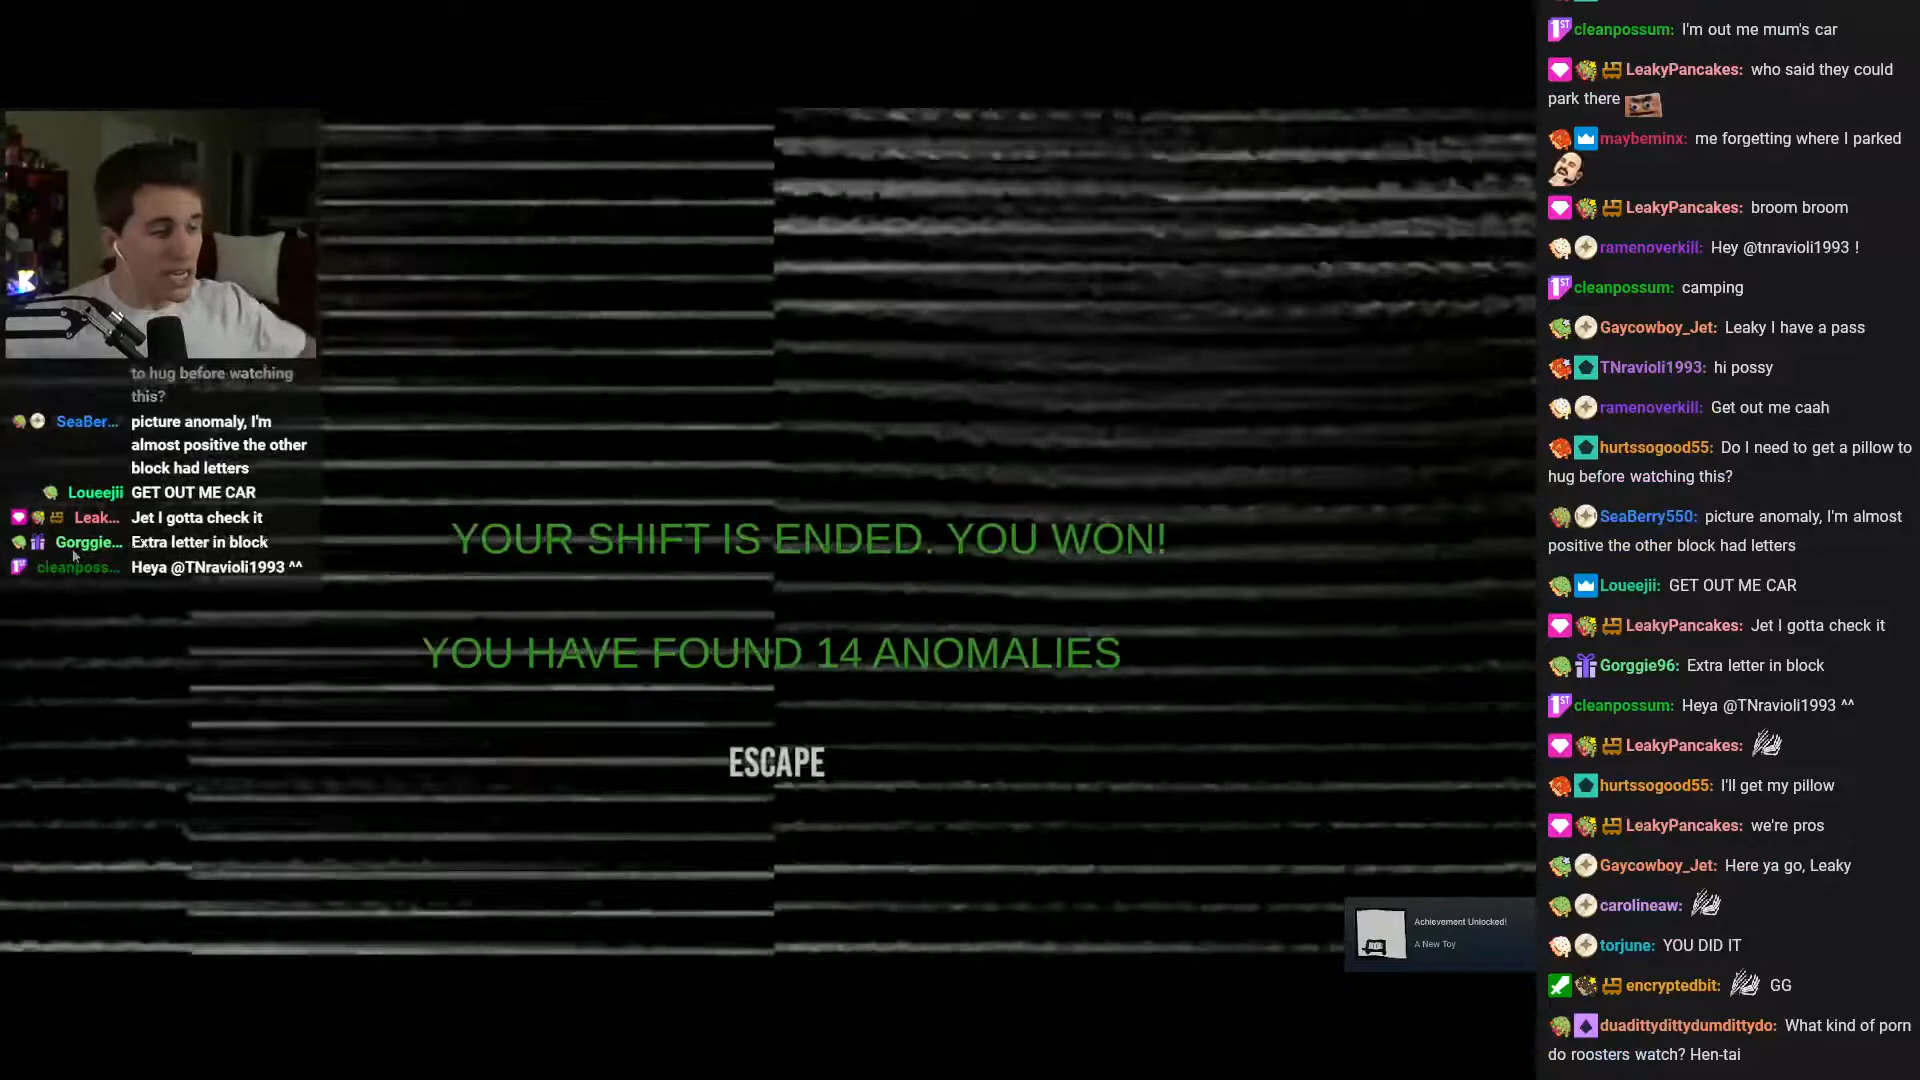 to hug before watching
this?
SeaBer... picture anomaly, I'm
almost positive the other
block had letters
Loueejii GET OUT ME CAR
Leak... Jet I gotta check it
Gorggie... Extra letter in block
cleanposs... Heya @TNravioli1993 ^^
YOUR SHIFT IS ENDED. YOU WON!
YOU HAVE FOUND 14 ANOMALIES
ESCAPE
Achievement Unlocked!
A New Toy
cleanpossum: I'm out me mum's car
LeakyPancakes: who said they could
park there
maybeminx: me forgetting where I parked
LeakyPancakes: broom broom
ramenoverkill: Hey @tnravioli1993 !
cleanpossum: camping
Gaycowboy_Jet: Leaky I have a pass
TNravioli1993: hi possy
ramenoverkill: Get out me caah
hurtssogood55: Do I need to get a pillow to
hug before watching this?
SeaBerry550: picture anomaly, I'm almost
positive the other block had letters
Loueejii: GET OUT ME CAR
LeakyPancakes: Jet I gotta check it
Gorggie96: Extra letter in block
cleanpossum: Heya @TNravioli1993 ^^
LeakyPancakes:
hurtssogood55: I'll get my pillow
LeakyPancakes: we're pros
Gaycowboy_Jet: Here ya go, Leaky
carolineaw:
torjune: YOU DID IT
encryptedbit: GG
duadittydittydumdittydo: What kind of porn
do roosters watch? Hen-tai